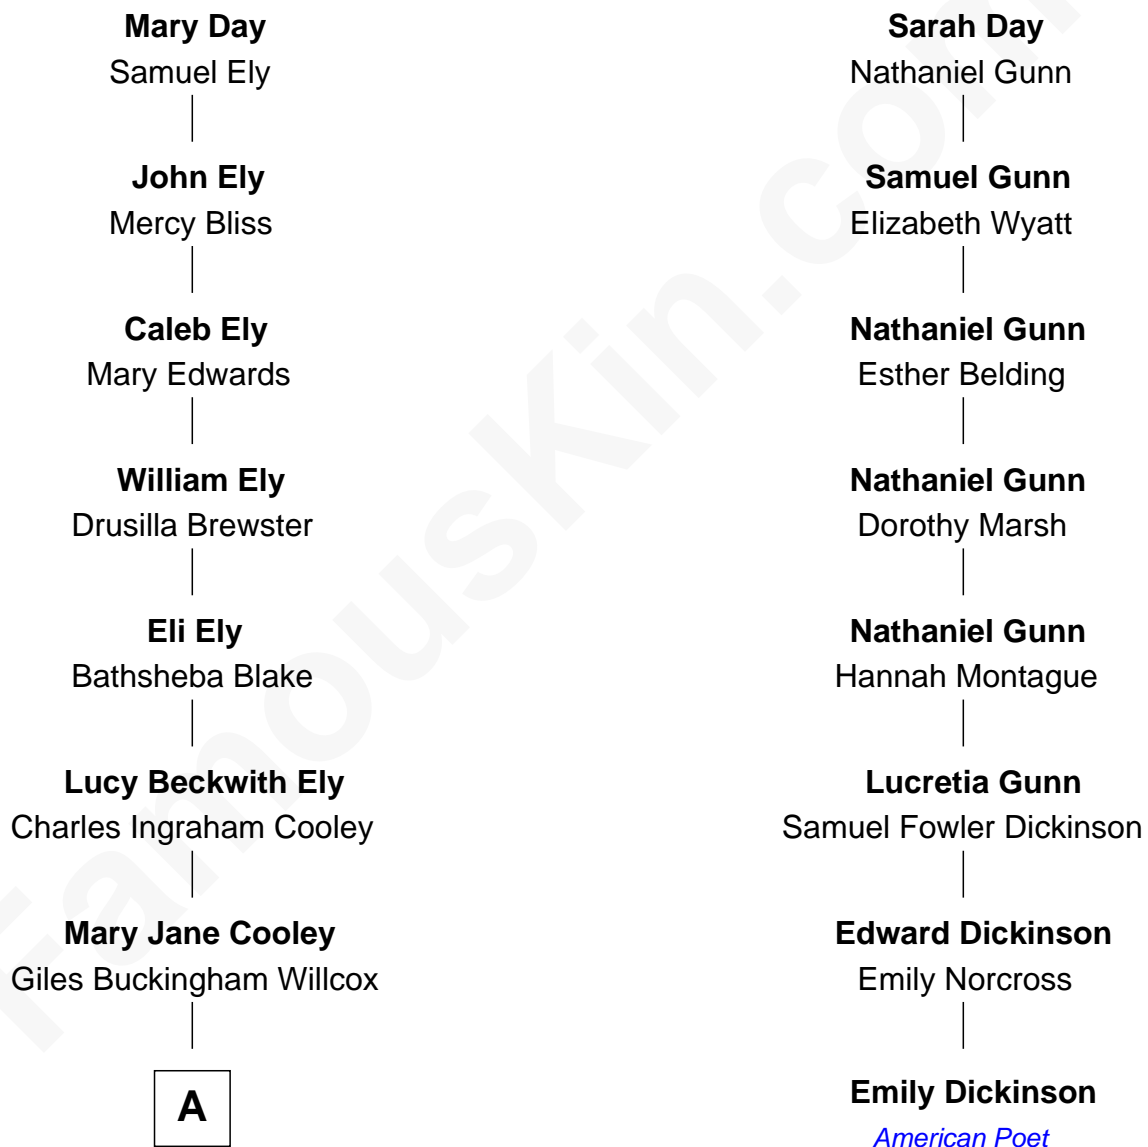 Mary Day
Samuel Ely
John Ely
Mercy Bliss
Caleb Ely
Mary Edwards
William Ely
Drusilla Brewster
Eli Ely
Bathsheba Blake
Lucy Beckwith Ely
Charles Ingraham Cooley
Mary Jane Cooley
Giles Buckingham Willcox
A
Sarah Day
Nathaniel Gunn
Samuel Gunn
Elizabeth Wyatt
Nathaniel Gunn
Esther Belding
Nathaniel Gunn
Dorothy Marsh
Nathaniel Gunn
Hannah Montague
Lucretia Gunn
Samuel Fowler Dickinson
Edward Dickinson
Emily Norcross
Emily Dickinson
American Poet
FamousKin.com